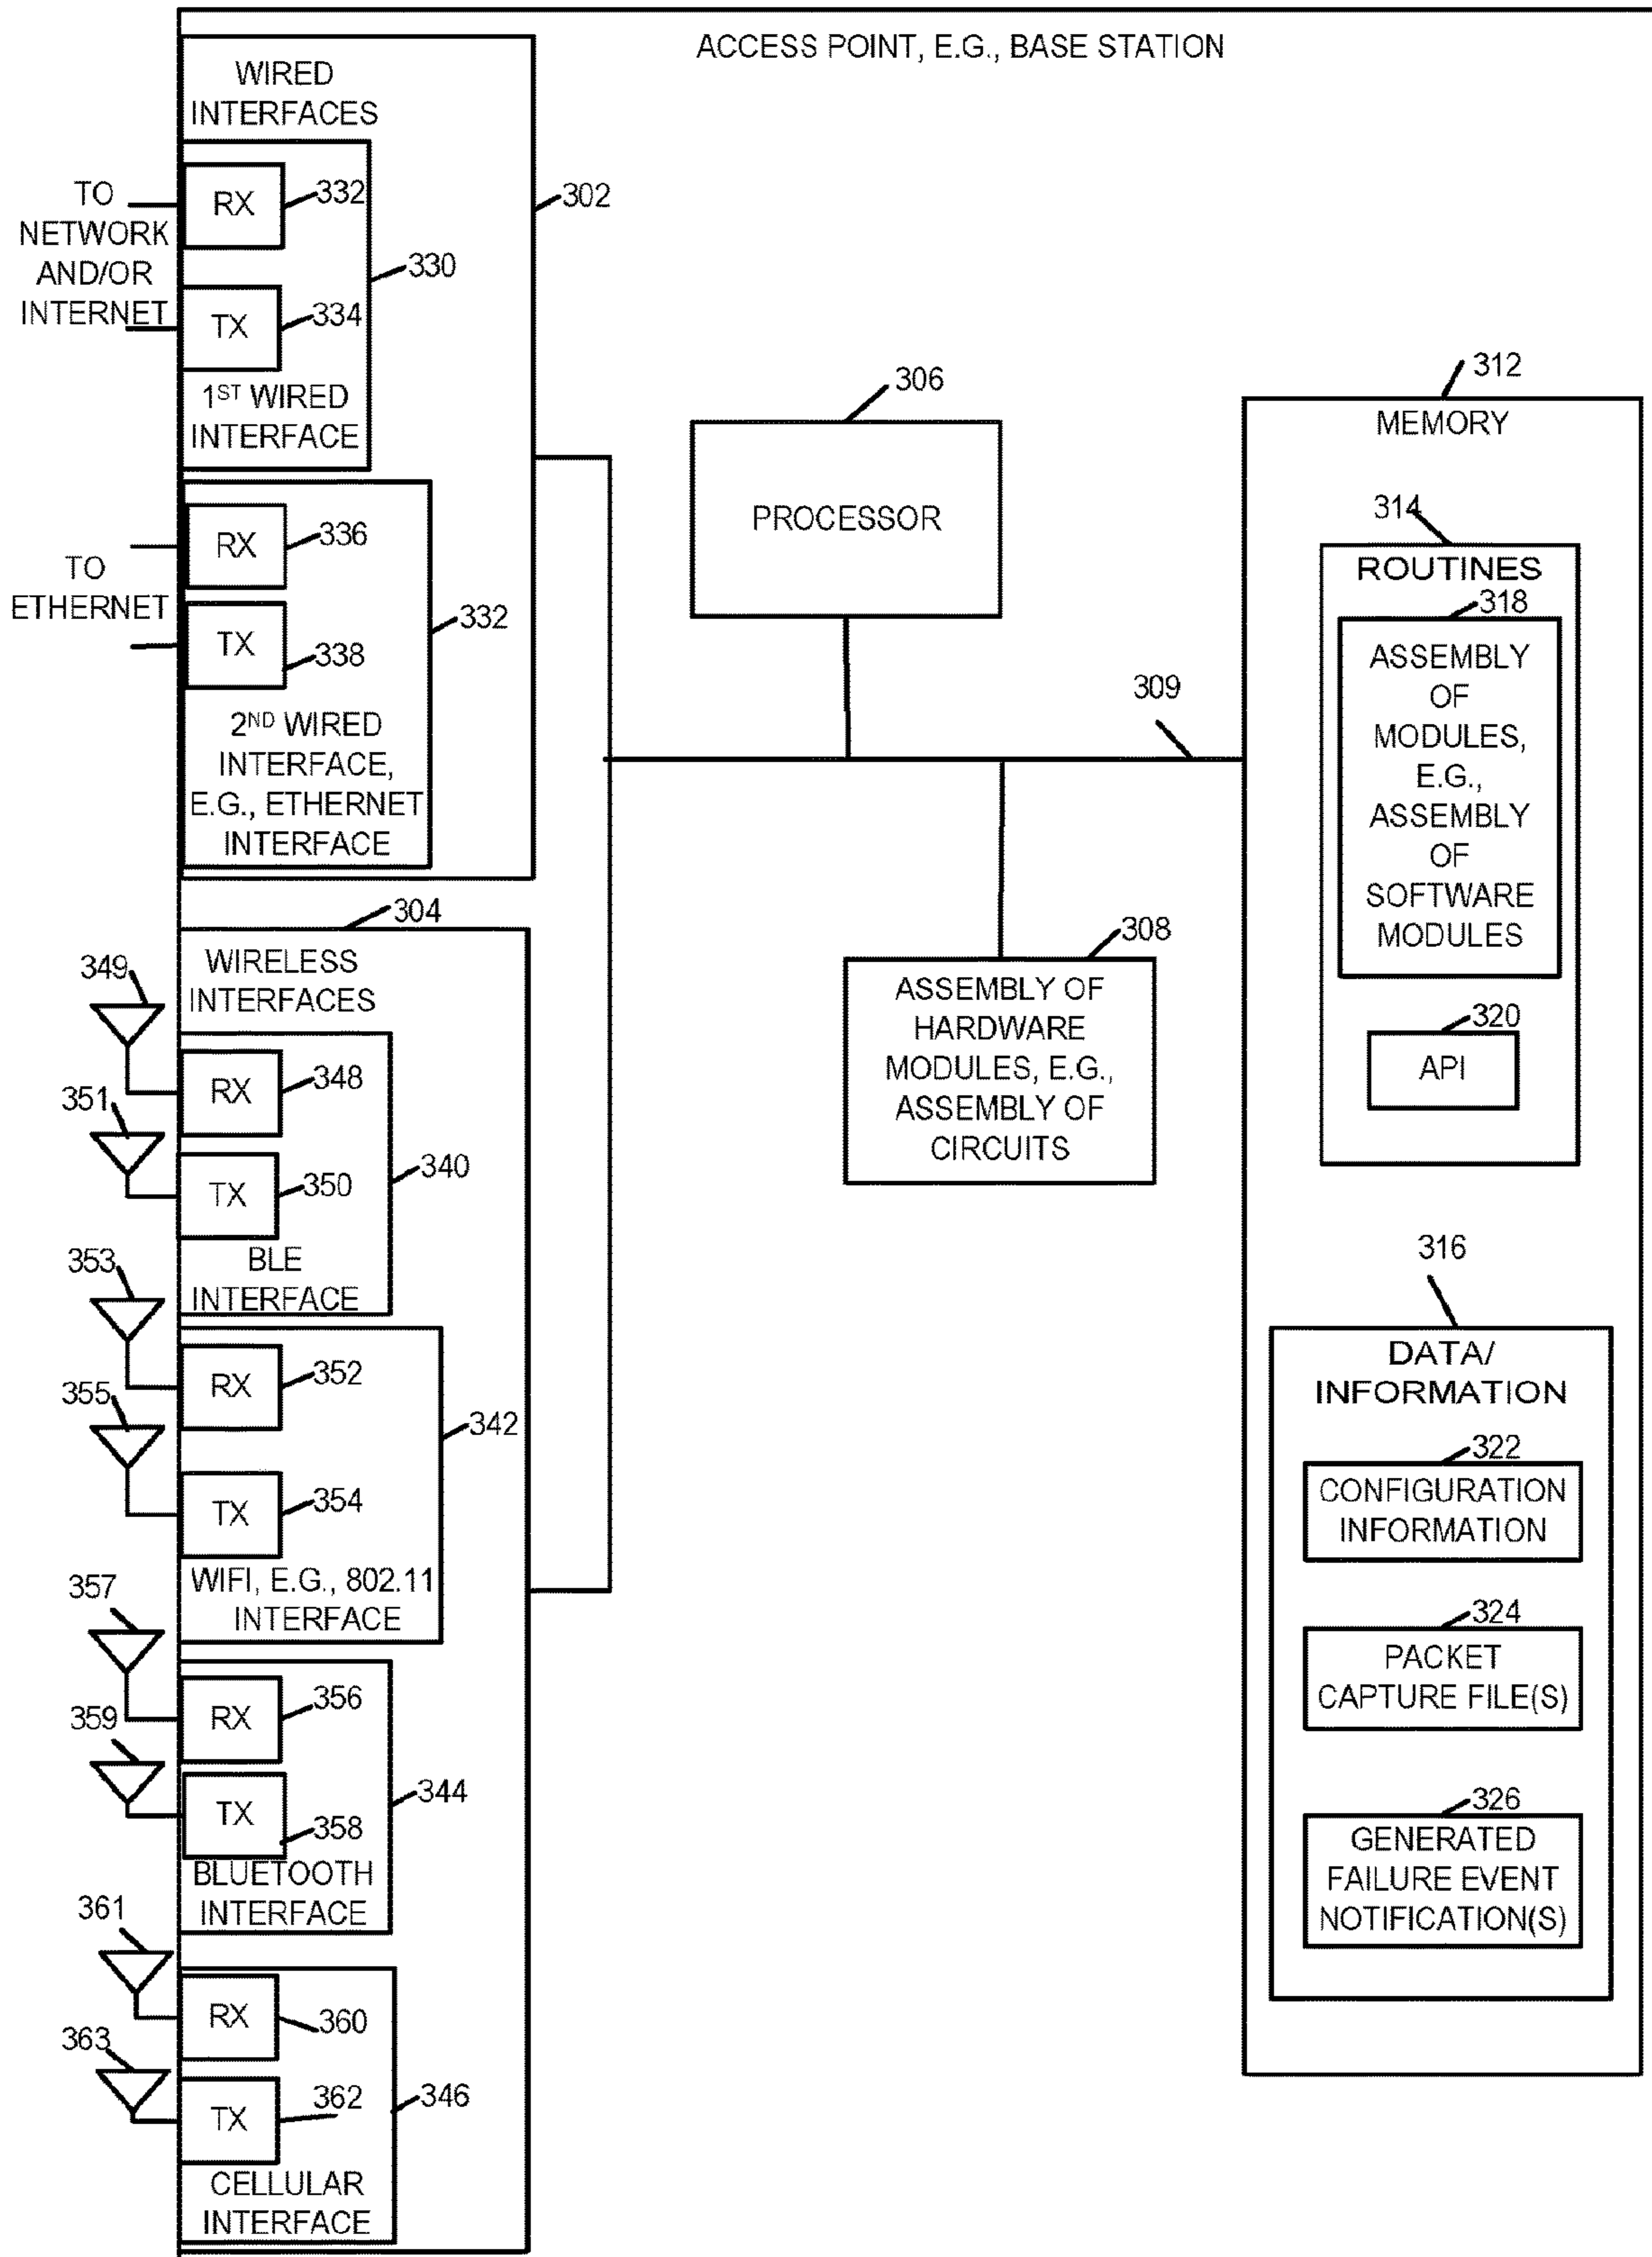 ACCESS POINT, E.G., BASE STATION
WIRED
INTERFACES
302
TO
NETWORK
AND/OR
INTERNET
RX
332
330
TX
334
1ST WIRED
INTERFACE
TO
ETHERNET
RX
336
332
TX
338
2ND WIRED
INTERFACE,
E.G., ETHERNET
INTERFACE
304
WIRELESS
INTERFACES
349
RX
348
351
TX
350
340
BLE
INTERFACE
353
RX
352
355
342
TX
354
WIFI, E.G., 802.11
INTERFACE
357
RX
356
359
344
TX
358
BLUETOOTH
INTERFACE
361
RX
360
363
346
TX
362
CELLULAR
INTERFACE
306
PROCESSOR
309
308
ASSEMBLY OF
HARDWARE
MODULES, E.G.,
ASSEMBLY OF
CIRCUITS
312
MEMORY
314
ROUTINES
318
ASSEMBLY
OF
MODULES,
E.G.,
ASSEMBLY
OF
SOFTWARE
MODULES
320
API
316
DATA/
INFORMATION
322
CONFIGURATION
INFORMATION
324
PACKET
CAPTURE FILE(S)
326
GENERATED
FAILURE EVENT
NOTIFICATION(S)